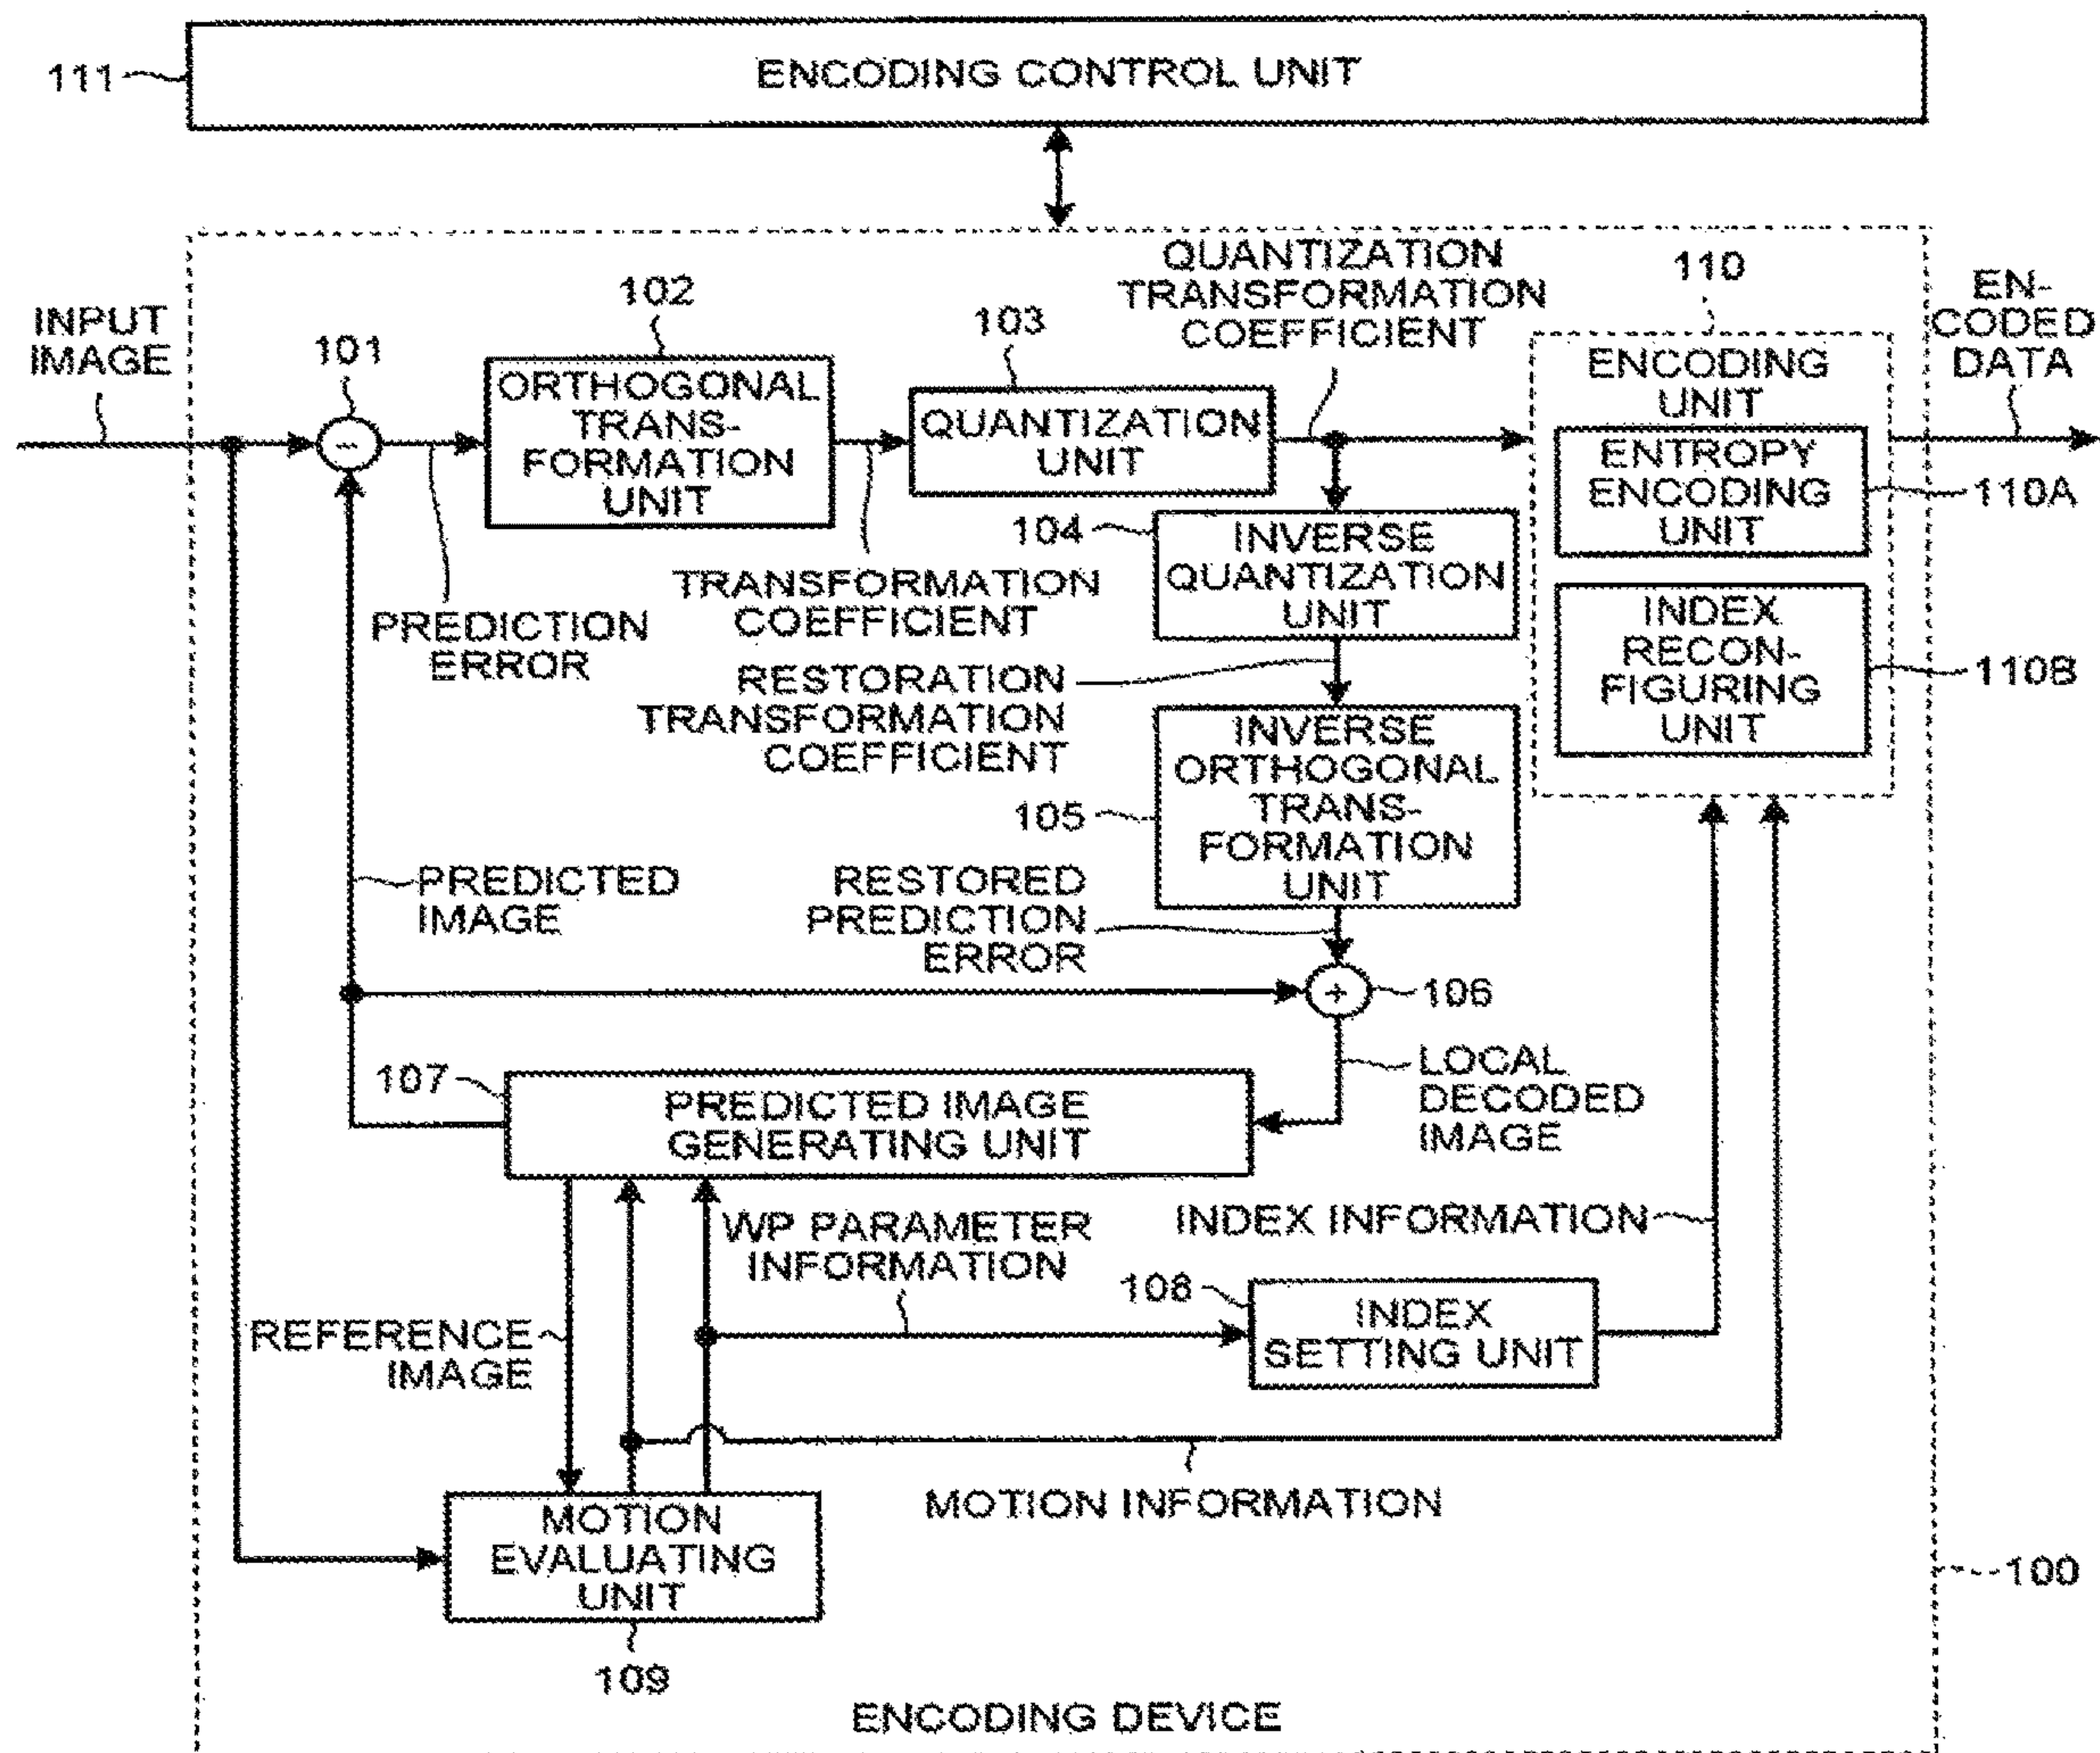 111
ENCODING CONTROL UNIT
INPUT
IMAGE
101
102
ORTHOGONAL
TRANS-
FORMATION
UNIT
103
QUANTIZATION
UNIT
QUANTIZATION
TRANSFORMATION
COEFFICIENT
110
ENCODING
UNIT
EN-
CODED
DATA
ENTROPY
ENCODING
UNIT
110A
INDEX
RECON-
FIGURING
UNIT
110B
PREDICTION
ERROR
TRANSFORMATION
COEFFICIENT
104
INVERSE
QUANTIZATION
UNIT
RESTORATION
TRANSFORMATION
COEFFICIENT
105
INVERSE
ORTHOGONAL
TRANS-
FORMATION
UNIT
PREDICTED
IMAGE
RESTORED
PREDICTION
ERROR
106
107
PREDICTED IMAGE
GENERATING UNIT
LOCAL
DECODED
IMAGE
WP PARAMETER
INFORMATION
INDEX INFORMATION
108
INDEX
SETTING UNIT
REFERENCE
IMAGE
MOTION INFORMATION
MOTION
EVALUATING
UNIT
109
100
ENCODING DEVICE